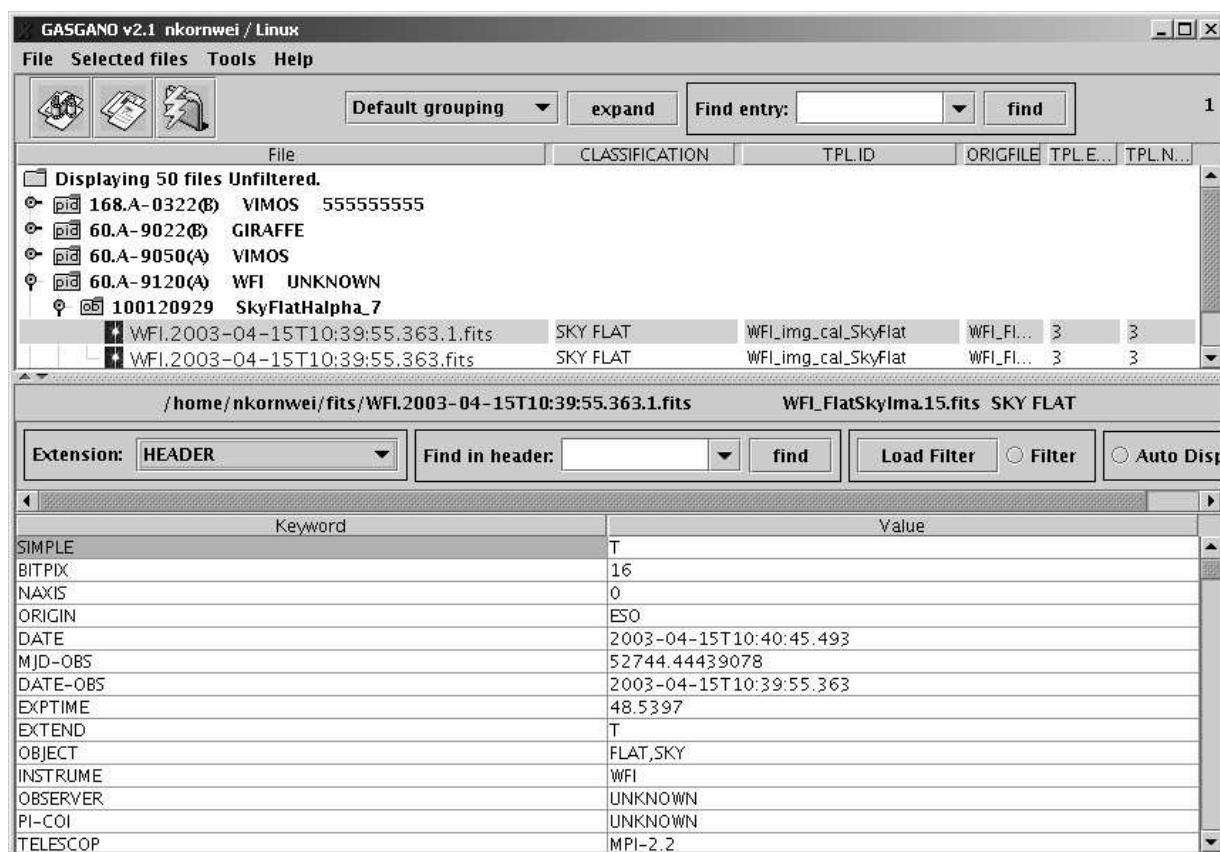 GASGANO v2.1 nkornwei / Linux
File Selected files Tools Help
Default grouping expand Find entry: find 1
File CLASSIFICATION TPL.ID ORIGFILE TPL.E... TPL.N...
Displaying 50 files Unfiltered.
pid 168.A-0322(B) VIMOS 555555555
pid 60.A-9022(B) GIRAFFE
pid 60.A-9050(A) VIMOS
pid 60.A-9120(A) WFI UNKNOWN
ob 100120929 SkyFlatHalpha_7
WFI.2003-04-15T10:39:55.363.1.fits SKY FLAT WFI_img_cal_SkyFlat WFI_Fl... 3 3
WFI.2003-04-15T10:39:55.363.fits SKY FLAT WFI_img_cal_SkyFlat WFI_Fl... 3 3
/home/nkornwei/fits/WFI.2003-04-15T10:39:55.363.1.fits WFI_FlatSkyIma.15.fits SKY FLAT
Extension: HEADER Find in header: find Load Filter Filter Auto Disp
Keyword Value
SIMPLE T
BITPIX 16
NAXIS 0
ORIGIN ESO
DATE 2003-04-15T10:40:45.493
MJD-OBS 52744.44439078
DATE-OBS 2003-04-15T10:39:55.363
EXPTIME 48.5397
EXTEND T
OBJECT FLAT,SKY
INSTRUME WFI
OBSERVER UNKNOWN
PI-COI UNKNOWN
TELESCOP MPI-2.2